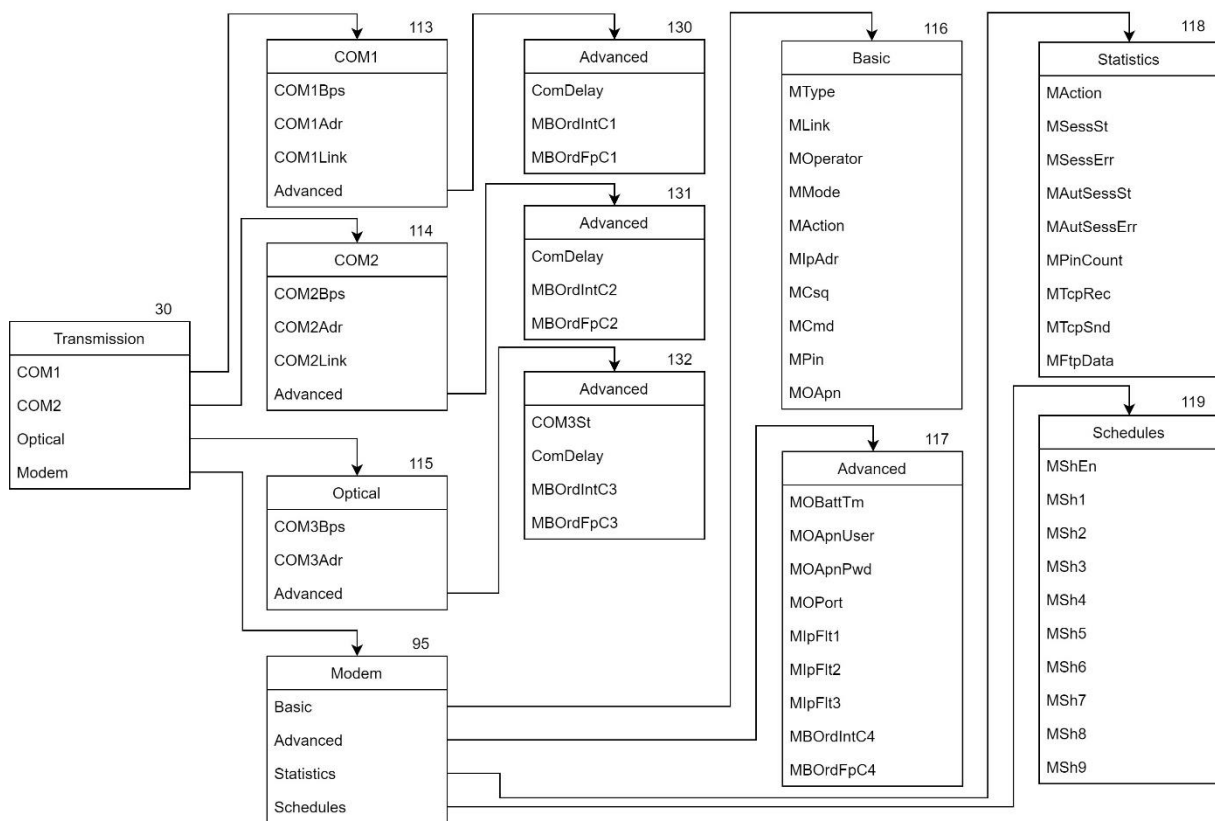 30
Transmission
COM1
COM2
Optical
Modem
113
COM1
COM1Bps
COM1Adr
COM1Link
Advanced
114
COM2
COM2Bps
COM2Adr
COM2Link
Advanced
115
Optical
COM3Bps
COM3Adr
Advanced
95
Modem
Basic
Advanced
Statistics
Schedules
130
Advanced
ComDelay
MBOrdIntC1
MBOrdFpC1
131
Advanced
ComDelay
MBOrdIntC2
MBOrdFpC2
132
Advanced
COM3St
ComDelay
MBOrdIntC3
MBOrdFpC3
116
Basic
MType
MLink
MOperator
MMode
MAction
MIpAdr
MCsq
MCmd
MPin
MOApn
117
Advanced
MOBattTm
MOApnUser
MOApnPwd
MOPort
MIpFlt1
MIpFlt2
MIpFlt3
MBOrdIntC4
MBOrdFpC4
118
Statistics
MAction
MSessSt
MSessErr
MAutSessSt
MAutSessErr
MPinCount
MTcpRec
MTcpSnd
MFtpData
119
Schedules
MShEn
MSh1
MSh2
MSh3
MSh4
MSh5
MSh6
MSh7
MSh8
MSh9